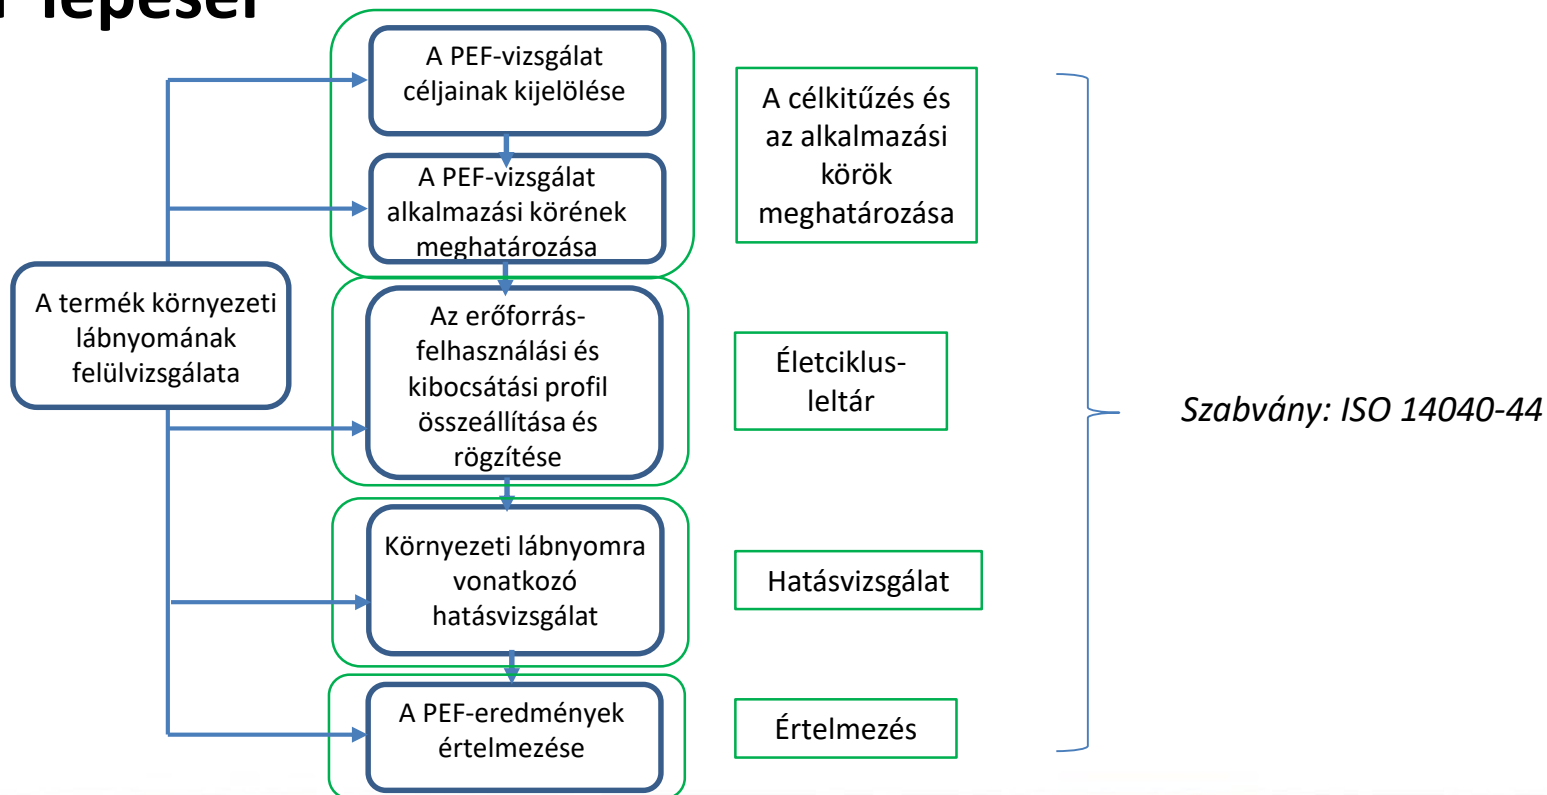 lépései
A PEF-vizsgálat
céljainak kijelölése
A PEF-vizsgálat
alkalmazási körének
meghatározása
A termék környezeti
lábnyomának
felülvizsgálata
Az erőforrás-
felhasználási és
kibocsátási profil
összeállítása és
rögzítése
Környezeti lábnyomra
vonatkozó
hatásvizsgálat
A PEF-eredmények
értelmezése
A célkitűzés és
az alkalmazási
körök
meghatározása
Életciklus-
leltár
Hatásvizsgálat
Értelmezés
Szabvány: ISO 14040-44